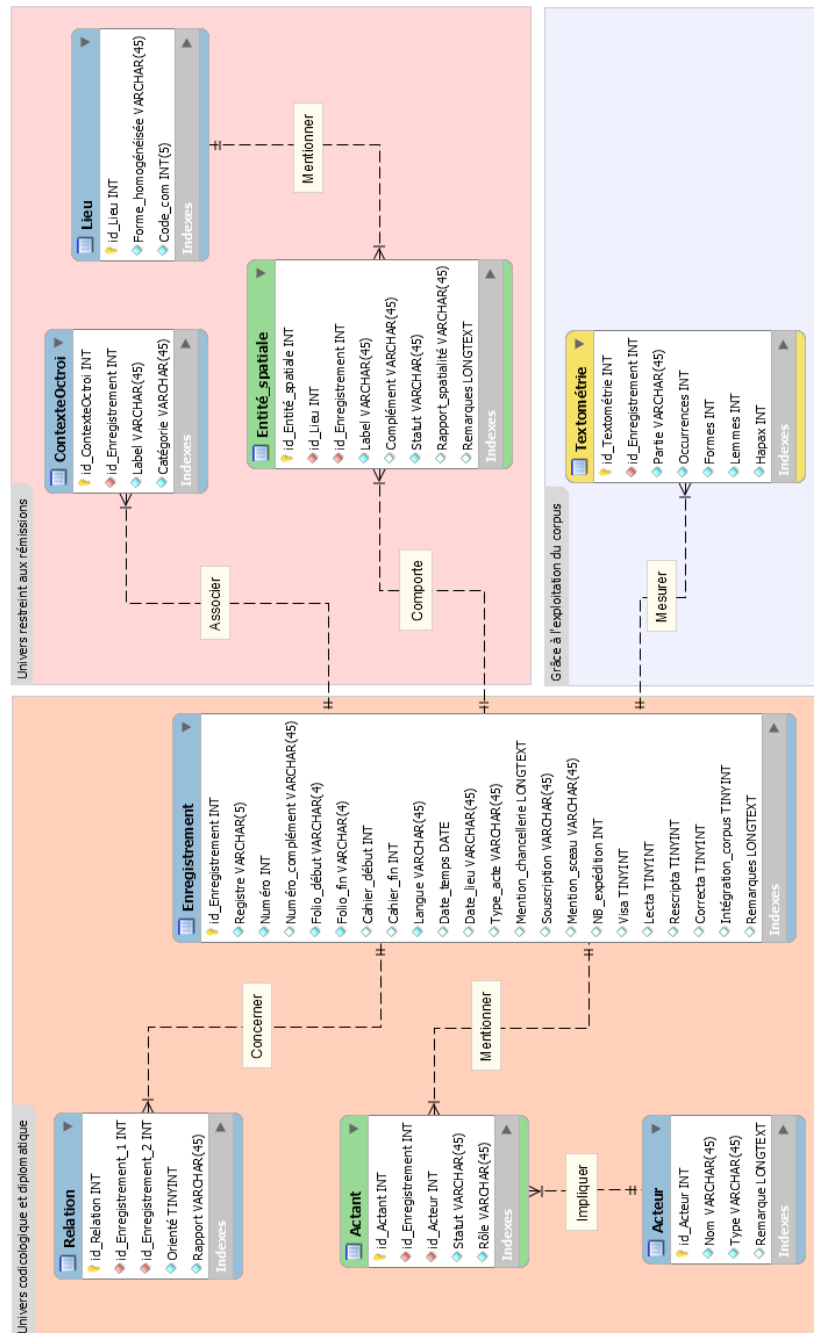 Univers codicologique et diplomatique
Relation
id_Relation INT
id_Enregistrement_1 INT
id_Enregistrement_2 INT
Orienté TINYINT
Rapport VARCHAR(45)
Indexes
Concerner
Actant
id_Actant INT
id_Enregistrement INT
id_Acteur INT
Statut VARCHAR(45)
Rôle VARCHAR(45)
Indexes
Mentionner
Impliquer
Acteur
id_Acteur INT
Nom VARCHAR(45)
Type VARCHAR(45)
Remarque LONGTEXT
Indexes
Enregistrement
id_Enregistrement INT
Registre VARCHAR(5)
Numéro INT
Numéro_complément VARCHAR(45)
Folio_début VARCHAR(4)
Folio_fin VARCHAR(4)
Cahier_début INT
Cahier_fin INT
Langue VARCHAR(45)
Date_temps DATE
Date_lieu VARCHAR(45)
Type_acte VARCHAR(45)
Mention_chancellerie LONGTEXT
Souscription VARCHAR(45)
Mention_sceau VARCHAR(45)
NB_expédition INT
Visa TINYINT
Lecta TINYINT
Rescripta TINYINT
Correcta TINYINT
Intégration_corpus TINYINT
Remarques LONGTEXT
Indexes
Univers restreint aux rémissions
ContexteOctroi
id_ContexteOctroi INT
id_Enregistrement INT
Label VARCHAR(45)
Catégorie VARCHAR(45)
Indexes
Associer
Lieu
id_Lieu INT
Forme_homogénéisée VARCHAR(45)
Code_com INT(5)
Indexes
Mentionner
Entité_spatiale
id_Entité_spatiale INT
id_Lieu INT
id_Enregistrement INT
Label VARCHAR(45)
Complément VARCHAR(45)
Statut VARCHAR(45)
Rapport_spatialité VARCHAR(45)
Remarques LONGTEXT
Indexes
Comporte
Grâce à l'exploitation du corpus
Textométrie
id_Textométrie INT
id_Enregistrement INT
Partie VARCHAR(45)
Occurrences INT
Formes INT
Lemmes INT
Hapax INT
Indexes
Mesurer